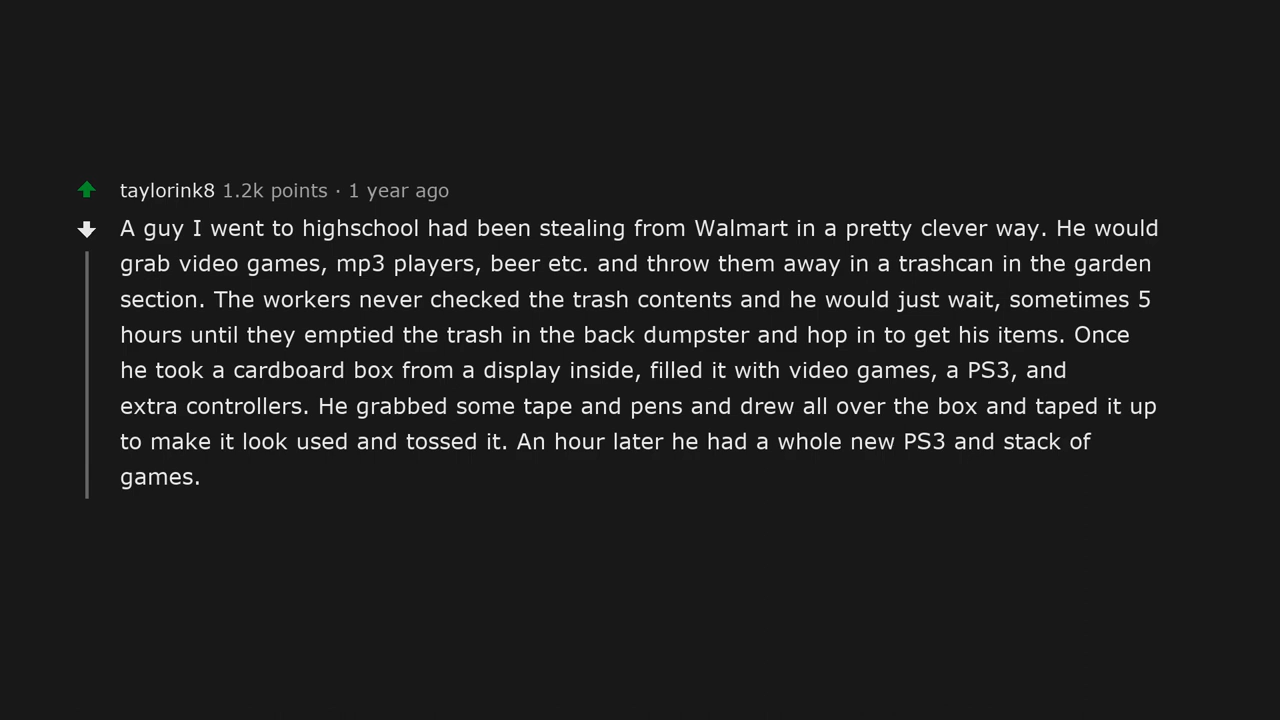 taylorink8 1.2k points · 1 year ago
A guy I went to highschool had been stealing from Walmart in a pretty clever way. He would
grab video games, mp3 players, beer etc. and throw them away in a trashcan in the garden
section. The workers never checked the trash contents and he would just wait, sometimes 5
hours until they emptied the trash in the back dumpster and hop in to get his items. Once
he took a cardboard box from a display inside, filled it with video games, a PS3, and
extra controllers. He grabbed some tape and pens and drew all over the box and taped it up
to make it look used and tossed it. An hour later he had a whole new PS3 and stack of
games.